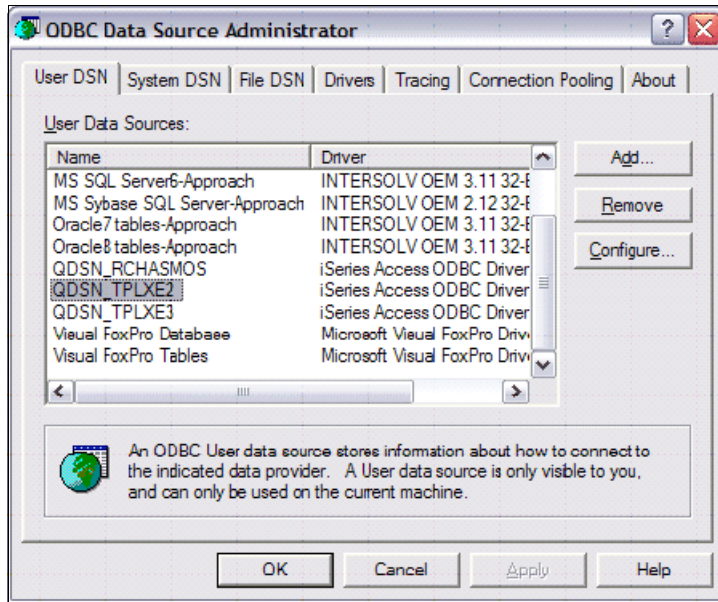 ODBC Data Source Administrator
User DSN System DSN File DSN Drivers Tracing Connection Pooling About
User Data Sources:
Name Driver
MS SQL Server6-Approach INTERSOLV OEM 3.11 32-E
MS Sybase SQL Server-Approach INTERSOLV OEM 2.12 32-E
Oracle7 tables-Approach INTERSOLV OEM 3.11 32-E
Oracle8 tables-Approach INTERSOLV OEM 3.11 32-E
QDSN_RCHASMOS iSeries Access ODBC Driver
QDSN_TPLXE2 iSeries Access ODBC Driver
QDSN_TPLXE3 iSeries Access ODBC Driver
Visual FoxPro Database Microsoft Visual FoxPro Driv
Visual FoxPro Tables Microsoft Visual FoxPro Driv
Add...
Remove
Configure...
An ODBC User data source stores information about how to connect to
the indicated data provider. A User data source is only visible to you,
and can only be used on the current machine.
OK Cancel Apply Help